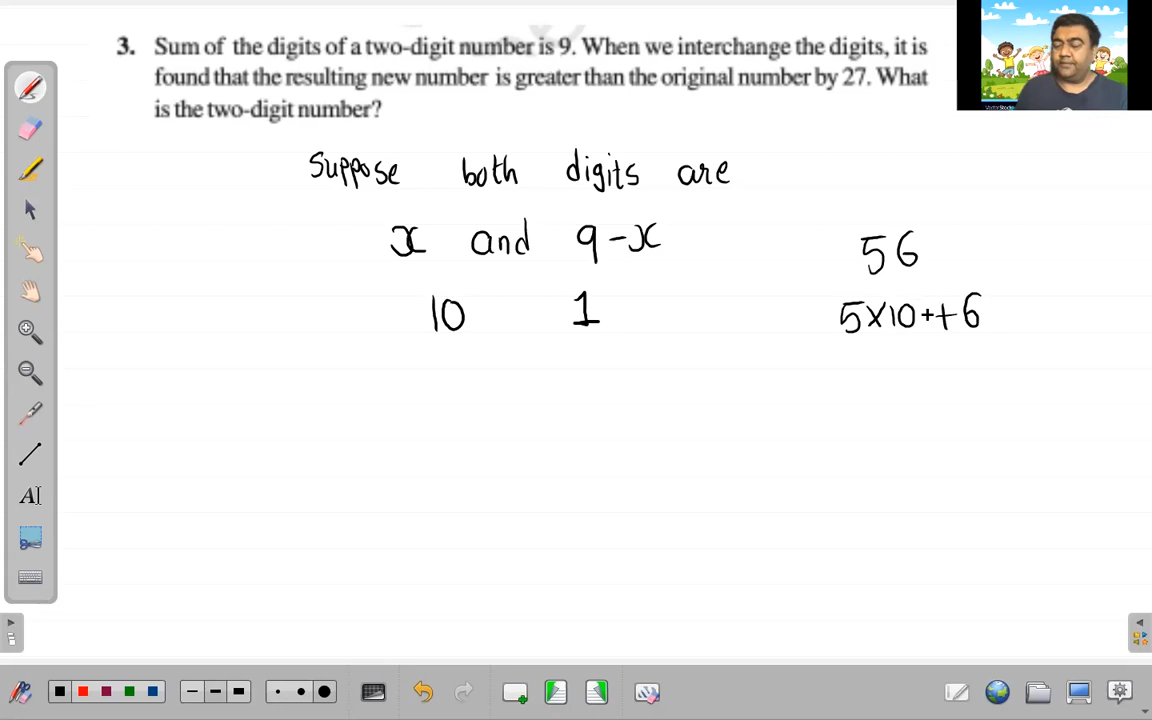 3. Sum of the digits of a two-digit number is 9. When we interchange the digits, it is
found that the resulting new number is greater than the original number by 27. What
is the two-digit number?
Suppose both digits are
x and 9-x
56
10 1
5×10++6